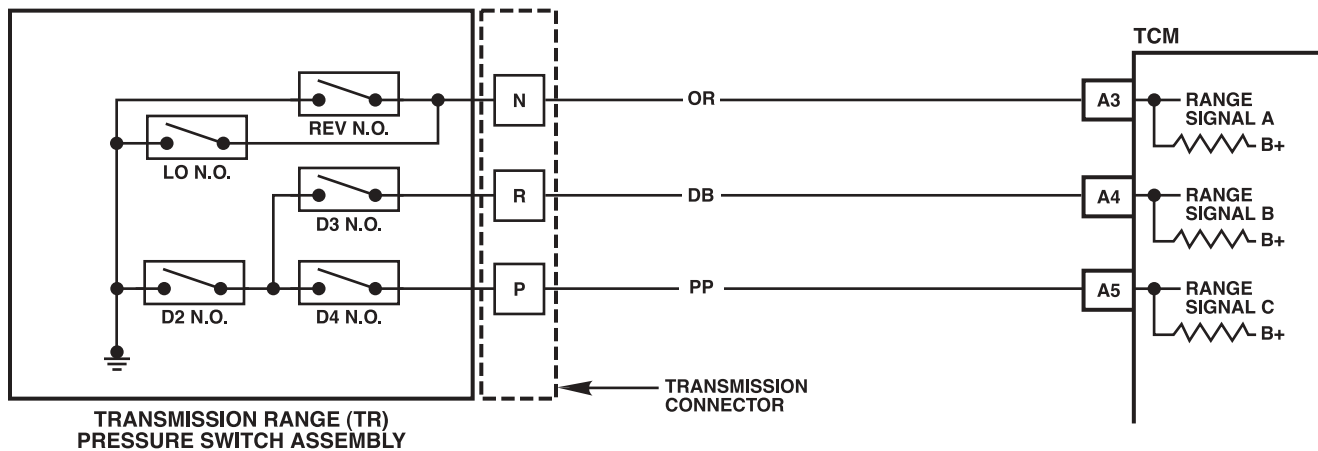 TCM
REV N.O.
N
OR
A3
RANGE
SIGNAL A
B+
LO N.O.
D3 N.O.
R
DB
A4
RANGE
SIGNAL B
B+
D2 N.O.
D4 N.O.
P
PP
A5
RANGE
SIGNAL C
B+
TRANSMISSION
CONNECTOR
TRANSMISSION RANGE (TR)
PRESSURE SWITCH ASSEMBLY